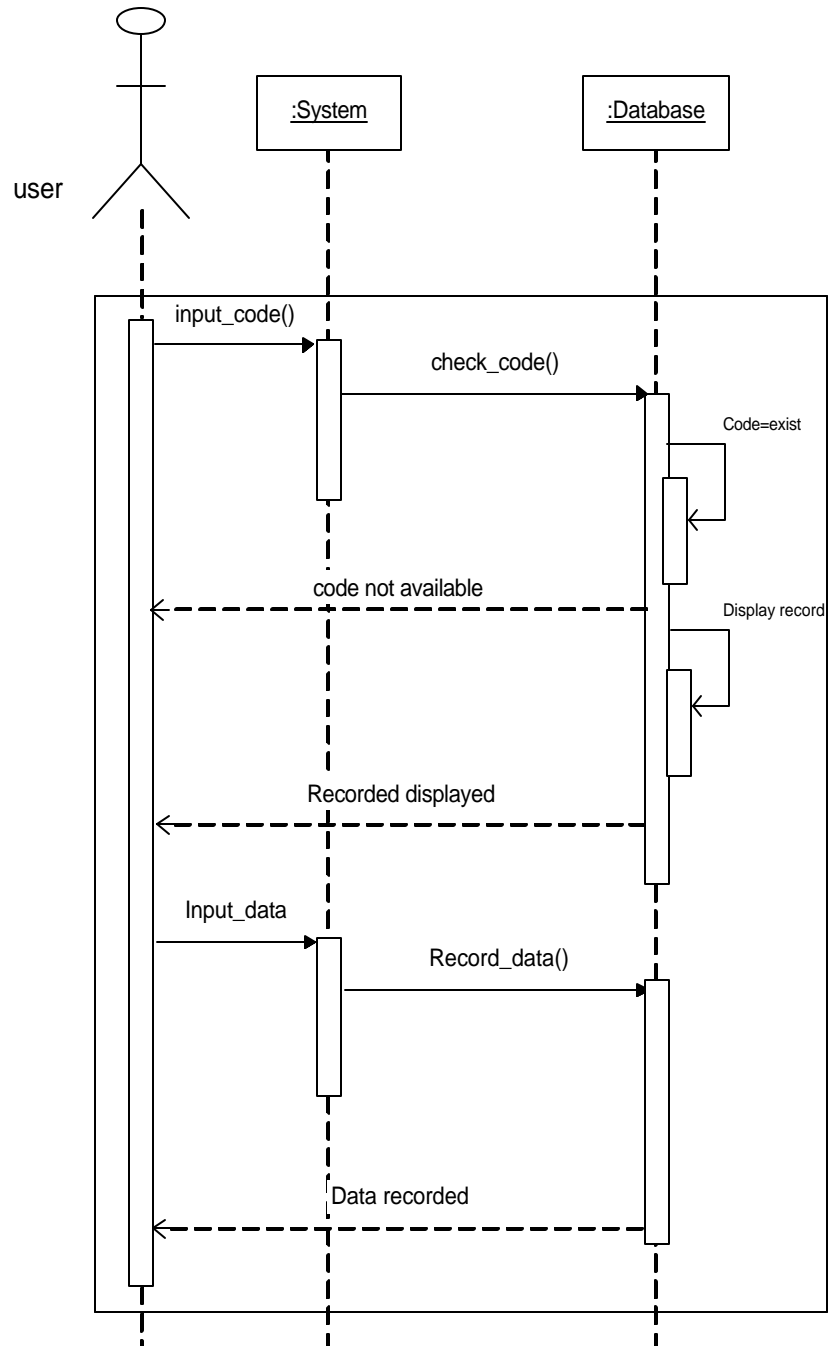 :System
:Database
user
input_code()
check_code()
Code=exist
code not available
Display record
Recorded displayed
Input_data
Record_data()
Data recorded